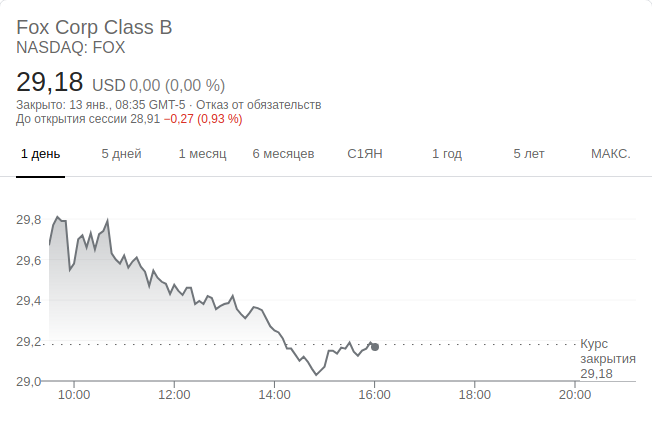 Fox Corp Class B
NASDAQ: FOX
29,18 USD 0,00 (0,00 %)
Закрыто: 13 янв., 08:35 GMT-5 · Отказ от обязательств
До открытия сессии 28,91 −0,27 (0,93 %)
1 день 5 дней 1 месяц 6 месяцев С1ЯН 1 год 5 лет МАКС.
29,8
29,6
29,4
29,2
Курс
закрытия
29,18
29,0
10:00 12:00 14:00 16:00 18:00 20:00